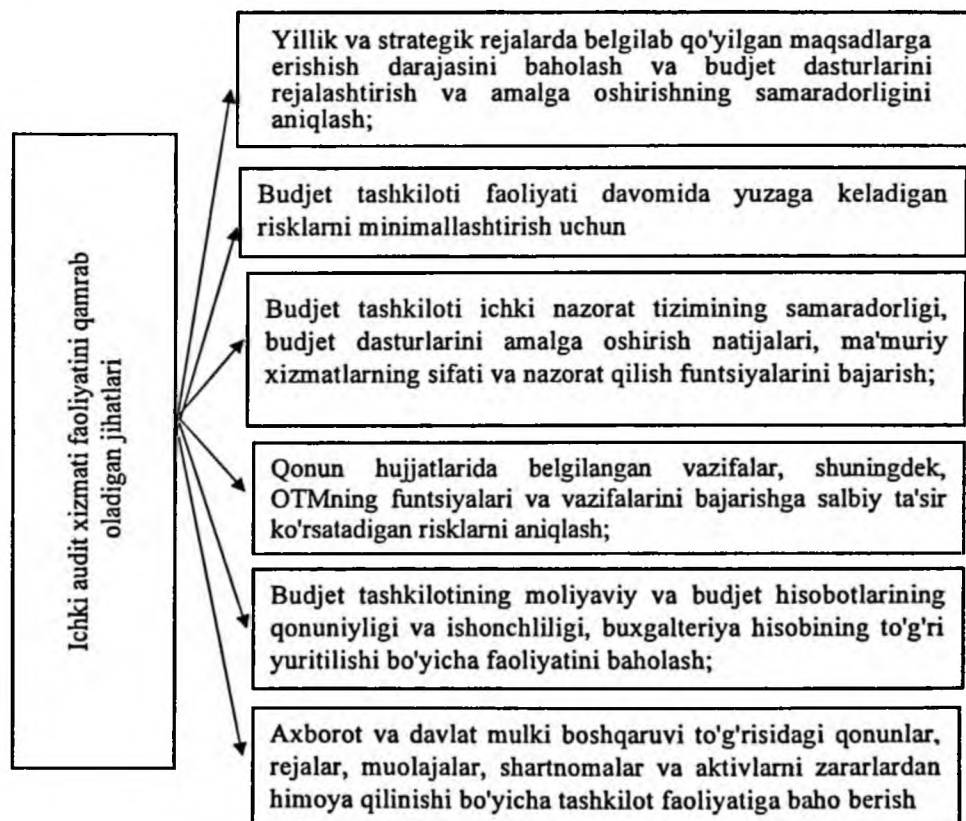 Ichki audit xizmati faoliyatini qamrab
oladigan jihatlari
Yillik va strategik rejalarda belgilab qo'yilgan maqsadlarga
erishish darajasini baholash va budjet dasturlarini
rejalashtirish va amalga oshirishning samaradorligini
aniqlash;
Budjet tashkiloti faoliyati davomida yuzaga keladigan
risklarni minimallashtirish uchun
Budjet tashkiloti ichki nazorat tizimining samaradorligi,
budjet dasturlarini amalga oshirish natijalari, ma'muriy
xizmatlarning sifati va nazorat qilish funtsiyalarini bajarish;
Qonun hujjatlarida belgilangan vazifalar, shuningdek,
OTMning funtsiyalari va vazifalarini bajarishga salbiy ta'sir
ko'rsatadigan risklarni aniqlash;
Budjet tashkilotining moliyaviy va budjet hisobotlarining
qonuniyligi va ishonchliligi, buxgalteriya hisobining to'g'ri
yuritilishi bo'yicha faoliyatini baholash;
Axborot va davlat mulki boshqaruvi to'g'risidagi qonunlar,
rejalar, muolajalar, shartnomalar va aktivlarni zararlardan
himoya qilinishi bo'yicha tashkilot faoliyatiga baho berish